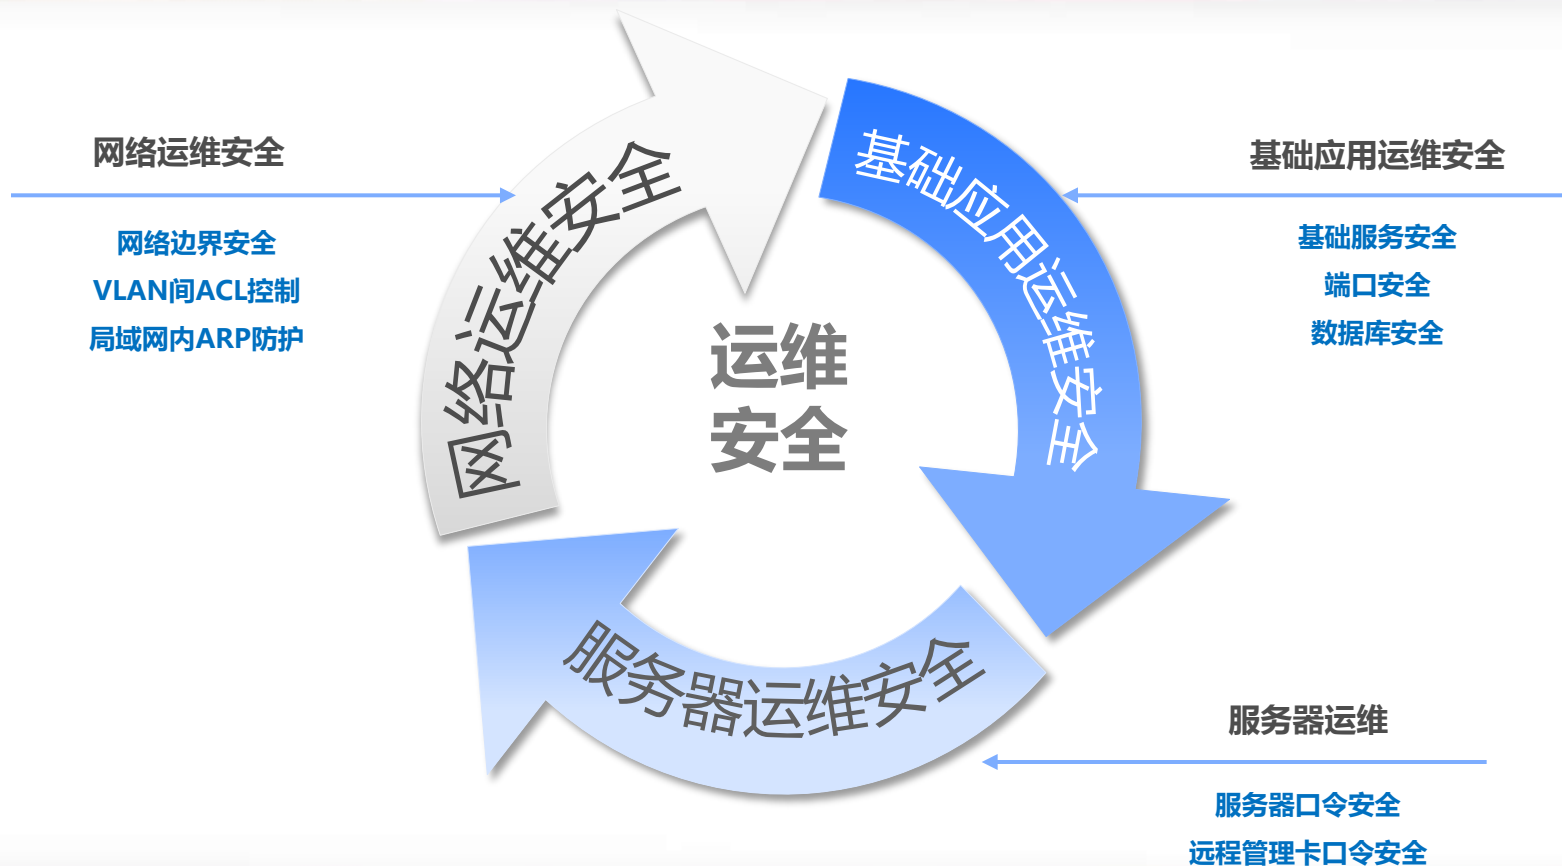 网络运维安全
网络边界安全
VLAN间ACL控制
局域网内ARP防护
网络运维安全
基础应用运维安全
服务器运维安全
运维
安全
基础应用运维安全
基础服务安全
端口安全
数据库安全
服务器运维
服务器口令安全
远程管理卡口令安全